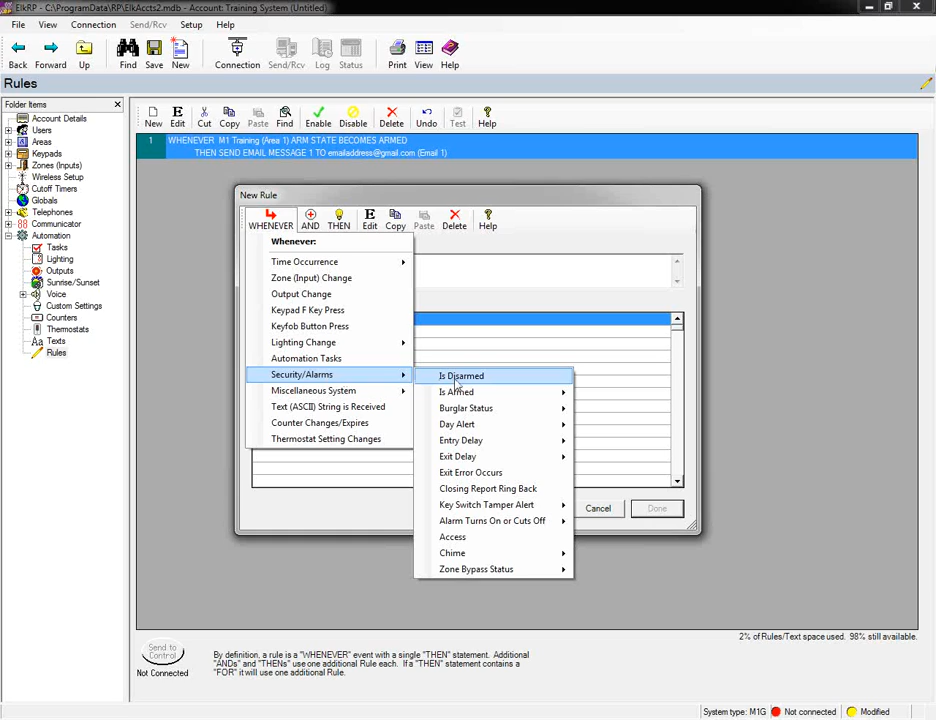 ElkRP - C:\ProgramData\RP\ElkAccts2.mdb - Account: Training System (Untitled)
File View Connection Send/Rcv Setup Help
Back Forward Up Find Save New Connection Send/Rcv Log Status Print View Help
Rules
Folder Items
Account Details
Users
Areas
Keypads
Zones (Inputs)
Wireless Setup
Cutoff Timers
Globals
Telephones
Communicator
Automation
Tasks
Lighting
Outputs
Sunrise/Sunset
Voice
Custom Settings
Counters
Thermostats
Texts
Rules
New Edit Cut Copy Paste Find Enable Disable Delete Undo Test Help
1 WHENEVER M1 Training (Area 1) ARM STATE BECOMES ARMED
THEN SEND EMAIL MESSAGE 1 TO emailaddress@gmail.com (Email 1)
New Rule
WHENEVER AND THEN Edit Copy Paste Delete Help
Whenever:
Time Occurrence
Zone (Input) Change
Output Change
Keypad F Key Press
Keyfob Button Press
Lighting Change
Automation Tasks
Security/Alarms
Miscellaneous System
Text (ASCII) String is Received
Counter Changes/Expires
Thermostat Setting Changes
Is Disarmed
Is Armed
Burglar Status
Day Alert
Entry Delay
Exit Delay
Exit Error Occurs
Closing Report Ring Back
Key Switch Tamper Alert
Alarm Turns On or Cuts Off
Access
Chime
Zone Bypass Status
Cancel Done
2% of Rules/Text space used. 98% still available.
Send to
Control
Not Connected
By definition, a rule is a "WHENEVER" event with a single "THEN" statement. Additional
"ANDs" and "THENs" use one additional Rule each. If a "THEN" statement contains a
"FOR" it will use one additional Rule.
System type: M1G Not connected Modified